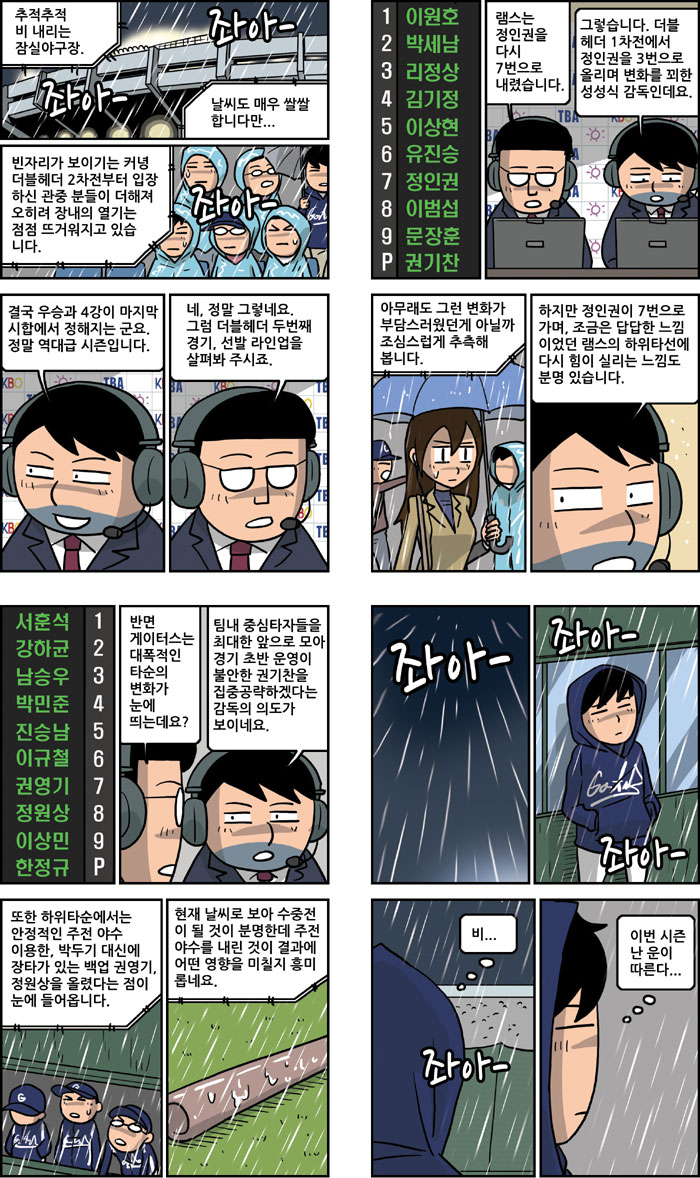 추적추적
비 내리는
잠실야구장.
좌아-
좌아-
날씨도 매우 쌀쌀
합니다만...
빈자리가 보이기는 커녕
더블헤더 2차전부터 입장
하신 관중 분들이 더해져
오히려 장내의 열기는
점점 뜨거워지고 있습
니다.
좌아-
결국 우승과 4강이 마지막
시합에서 정해지는 군요.
정말 역대급 시즌입니다.
네, 정말 그렇네요.
그럼 더블헤더 두번째
경기, 선발 라인업을
살펴봐 주시죠.
KBO
TBA
KBO
TBA
1 이원호
2 박세남
3 리정상
4 김기정
5 이상현
6 유진승
7 정인권
8 이범섭
9 문장훈
P 권기찬
램스는
정인권을
다시
7번으로
내렸습니다.
그렇습니다. 더블
헤더 1차전에서
정인권을 3번으로
올리며 변화를 꾀한
성성식 감독인데요.
TBA
KBO
아무래도 그런 변화가
부담스러웠던게 아닐까
조심스럽게 추측해
봅니다.
하지만 정인권이 7번으로
가며, 조금은 답답한 느낌
이었던 램스의 하위타선에
다시 힘이 실리는 느낌도
분명 있습니다.
서훈석 1
강하균 2
남승우 3
박민준 4
진승남 5
이규철 6
권영기 7
정원상 8
이상민 9
한정규 P
반면
게이터스는
대폭적인
타순의
변화가
눈에
띄는데요?
팀내 중심타자들을
최대한 앞으로 모아
경기 초반 운영이
불안한 권기찬을
집중공략하겠다는
감독의 의도가
보이네요.
또한 하위타순에서는
안정적인 주전 야수
이용한, 박두기 대신에
장타가 있는 백업 권영기,
정원상을 올렸다는 점이
눈에 들어옵니다.
현재 날씨로 보아 수중전
이 될 것이 분명한데 주전
야수를 내린 것이 결과에
어떤 영향을 미칠지 흥미
롭네요.
좌아-
좌아-
좌아-
비...
좌아-
이번 시즌
난 운이
따른다...